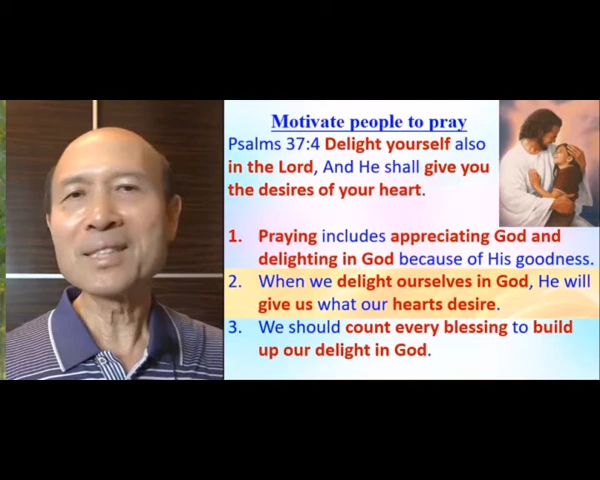 Motivate people to pray
Psalms 37:4 Delight yourself also
in the Lord, And He shall give you
the desires of your heart.
1. Praying includes appreciating God and
delighting in God because of His goodness.
2. When we delight ourselves in God, He will
give us what our hearts desire.
3. We should count every blessing to build
up our delight in God.